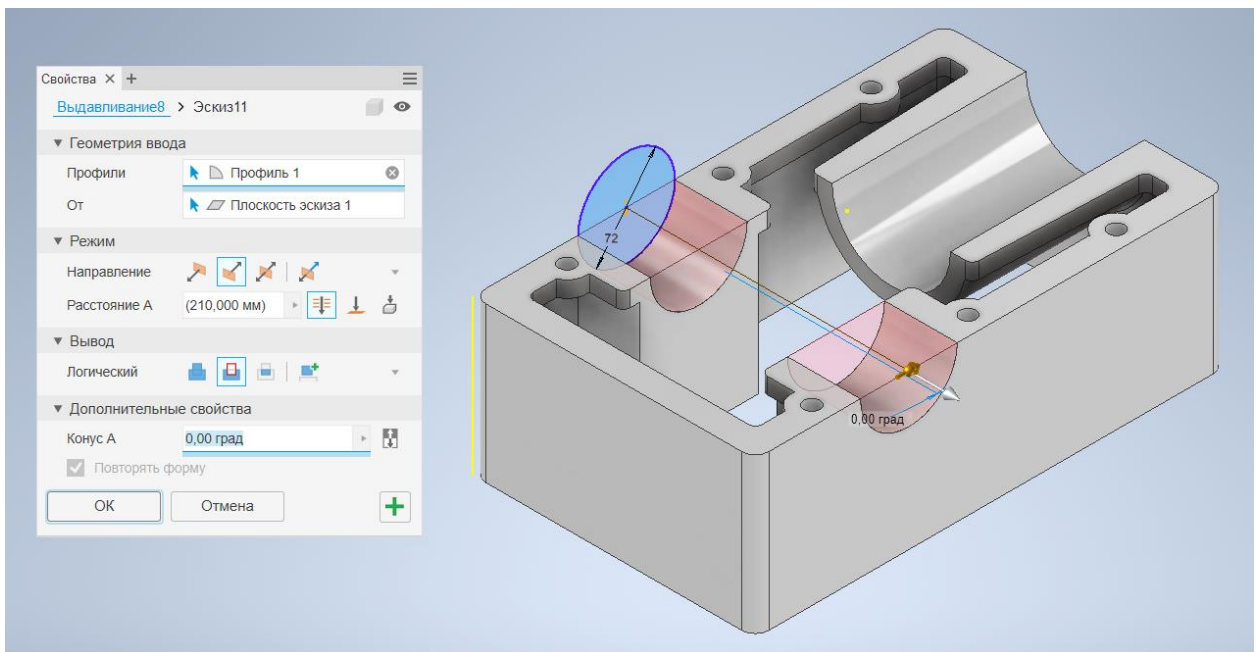 Свойства × +
Выдавливание8 > Эскиз11
Геометрия ввода
Профили Профиль 1
От Плоскость эскиза 1
Режим
Направление
Расстояние A (210,000 мм)
Вывод
Логический
Дополнительные свойства
Конус A 0,00 град
Повторять форму
ОК Отмена
72
0,00 град